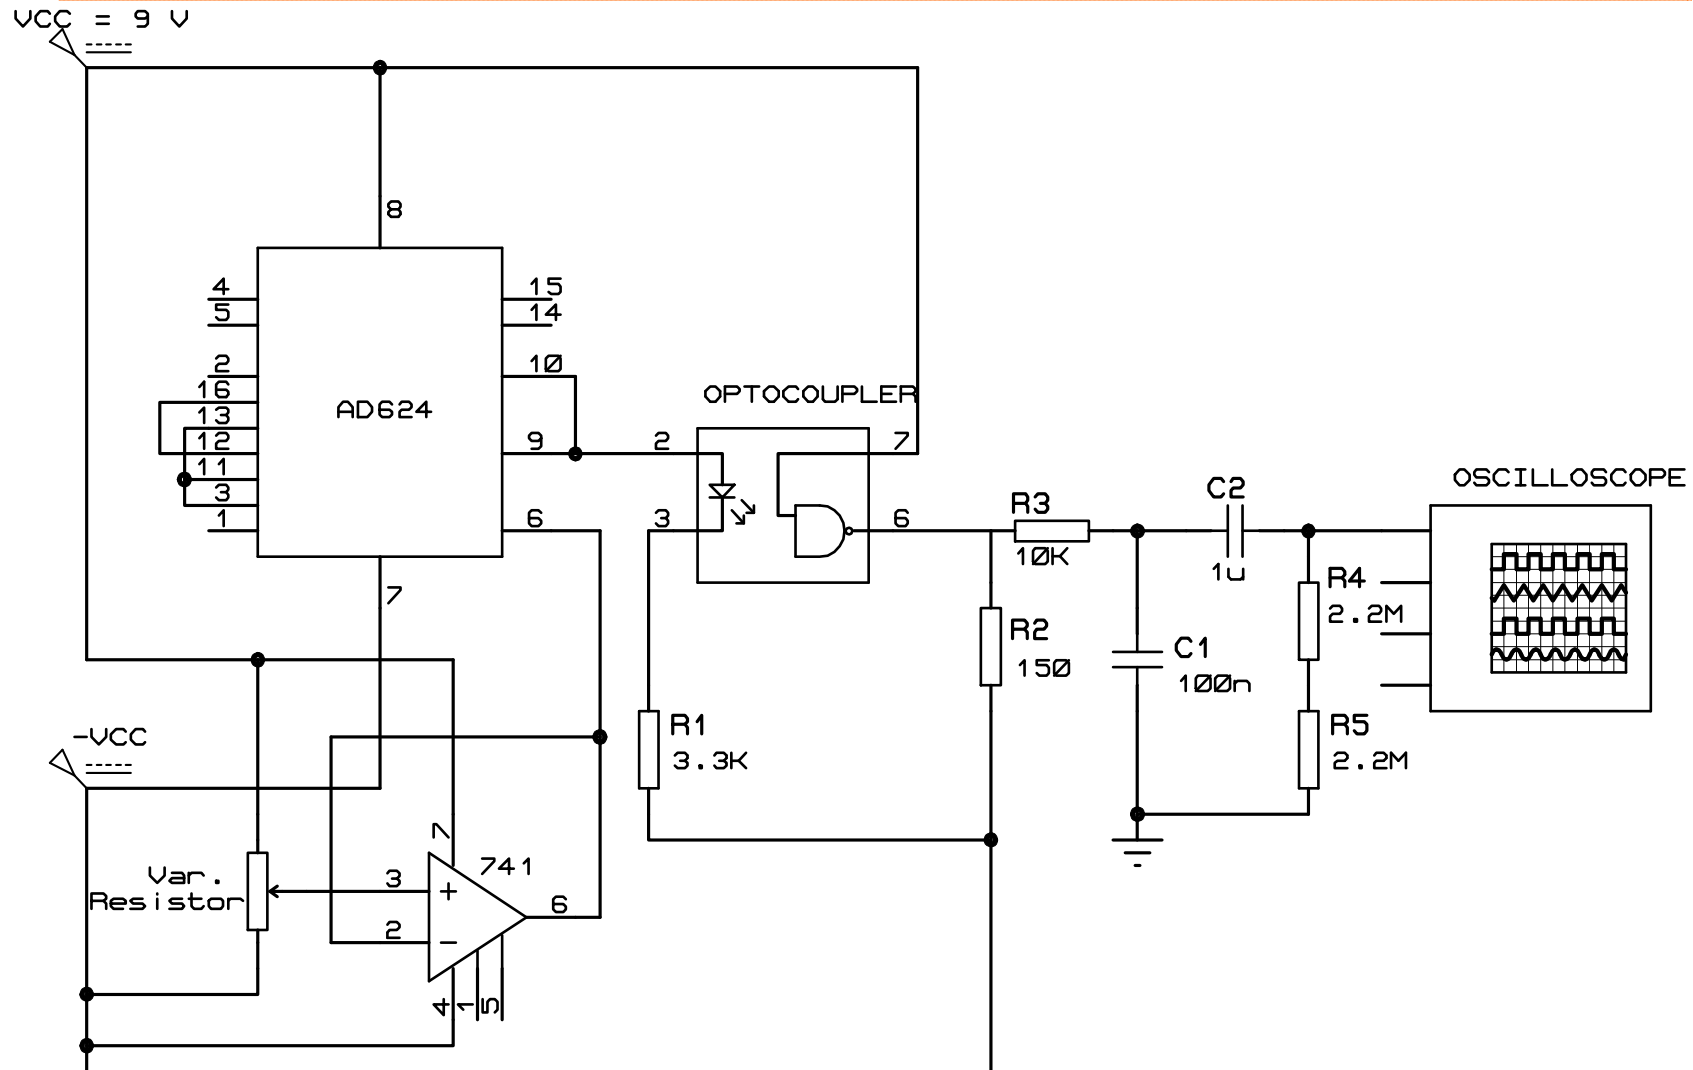 VCC = 9 V
8
4
5
2
16
13
12
11
3
1
AD624
15
14
10
9
6
7
OPTOCOUPLER
2
3
7
6
R3
10K
C2
1u
OSCILLOSCOPE
R4
2.2M
R2
150
C1
100n
R1
3.3K
R5
2.2M
-VCC
Var.
Resistor
7
741
3
+
2
-
6
4
1
5